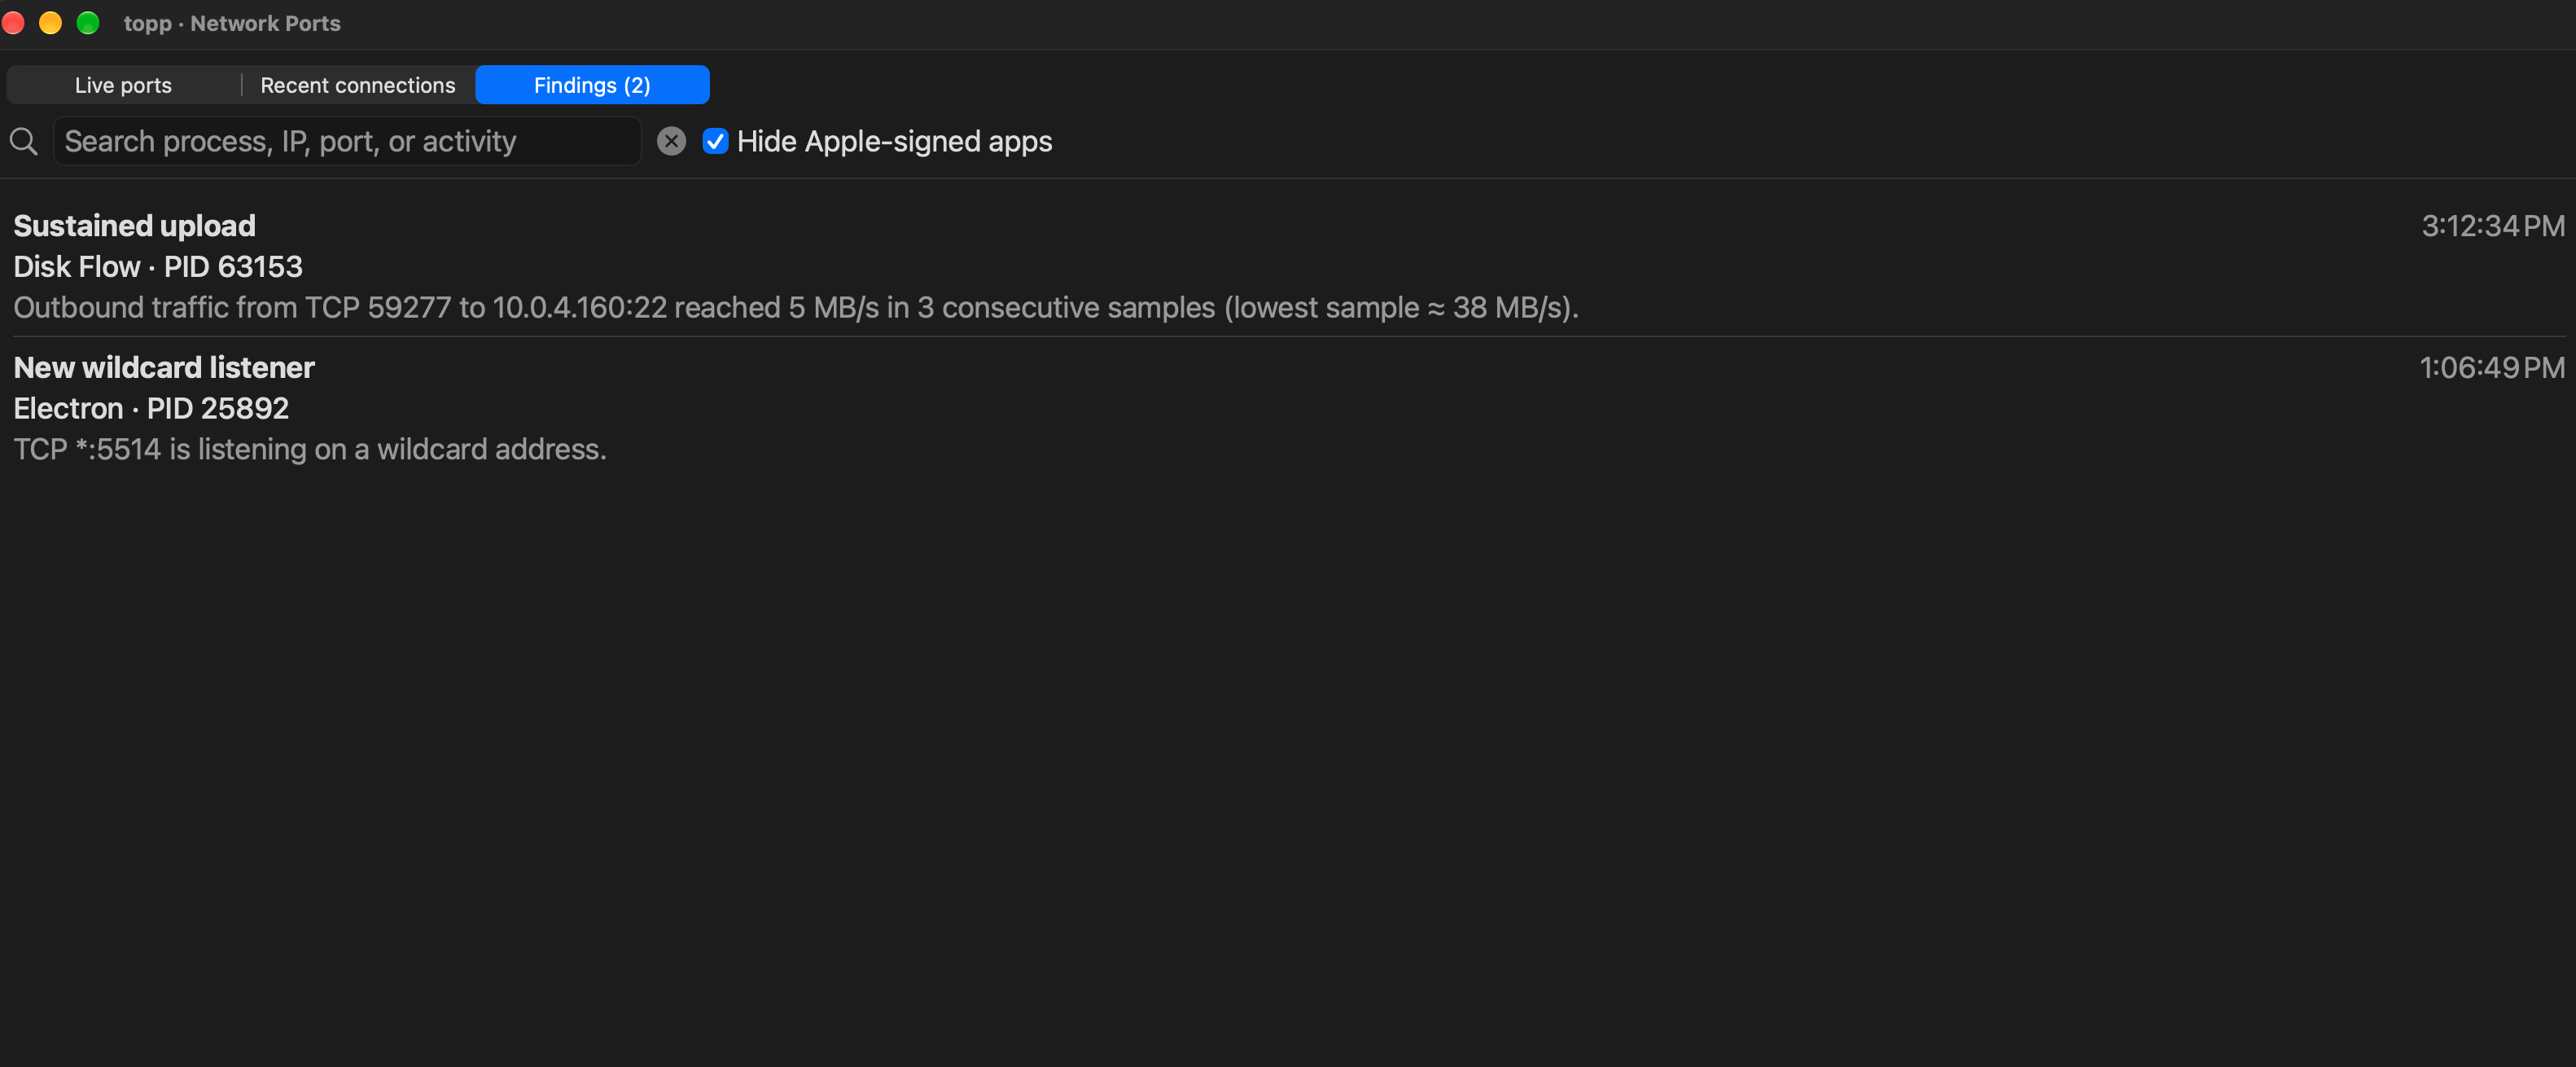 topp · Network Ports
Live ports
Recent connections
Findings (2)
Search process, IP, port, or activity
Hide Apple-signed apps
Sustained upload
3:12:34 PM
Disk Flow · PID 63153
Outbound traffic from TCP 59277 to 10.0.4.160:22 reached 5 MB/s in 3 consecutive samples (lowest sample ≈ 38 MB/s).
New wildcard listener
1:06:49 PM
Electron · PID 25892
TCP *:5514 is listening on a wildcard address.